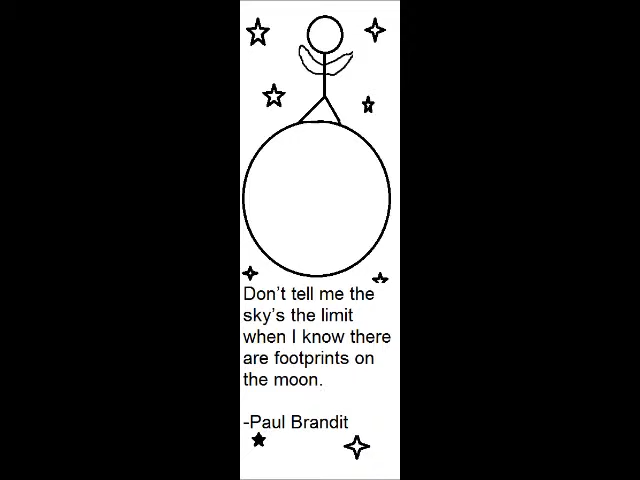 Don’t tell me the
sky’s the limit
when I know there
are footprints on
the moon.
-Paul Brandit